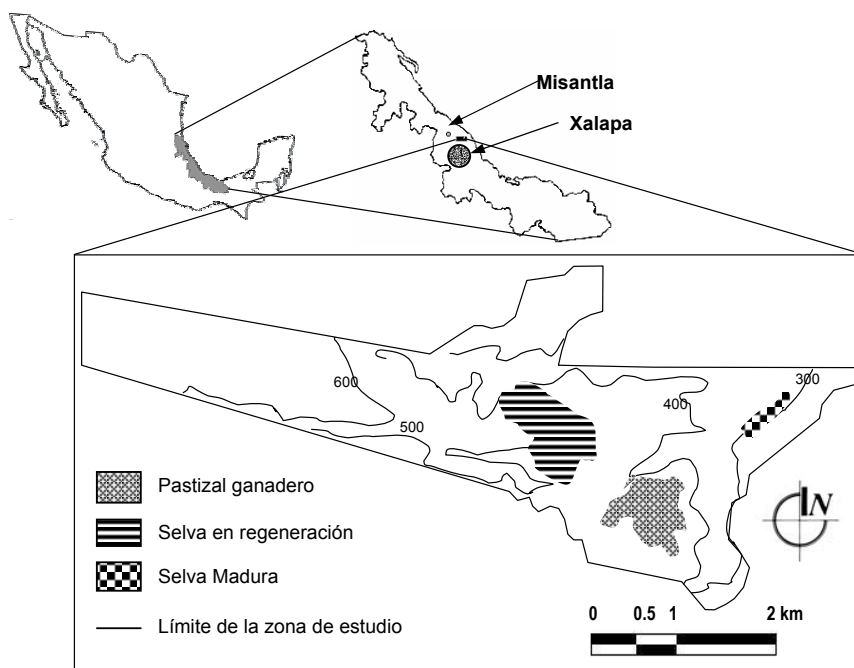 Misantla
Xalapa
600
500
400
300
Pastizal ganadero
Selva en regeneración
Selva Madura
Límite de la zona de estudio
N
0 0.5 1 2 km